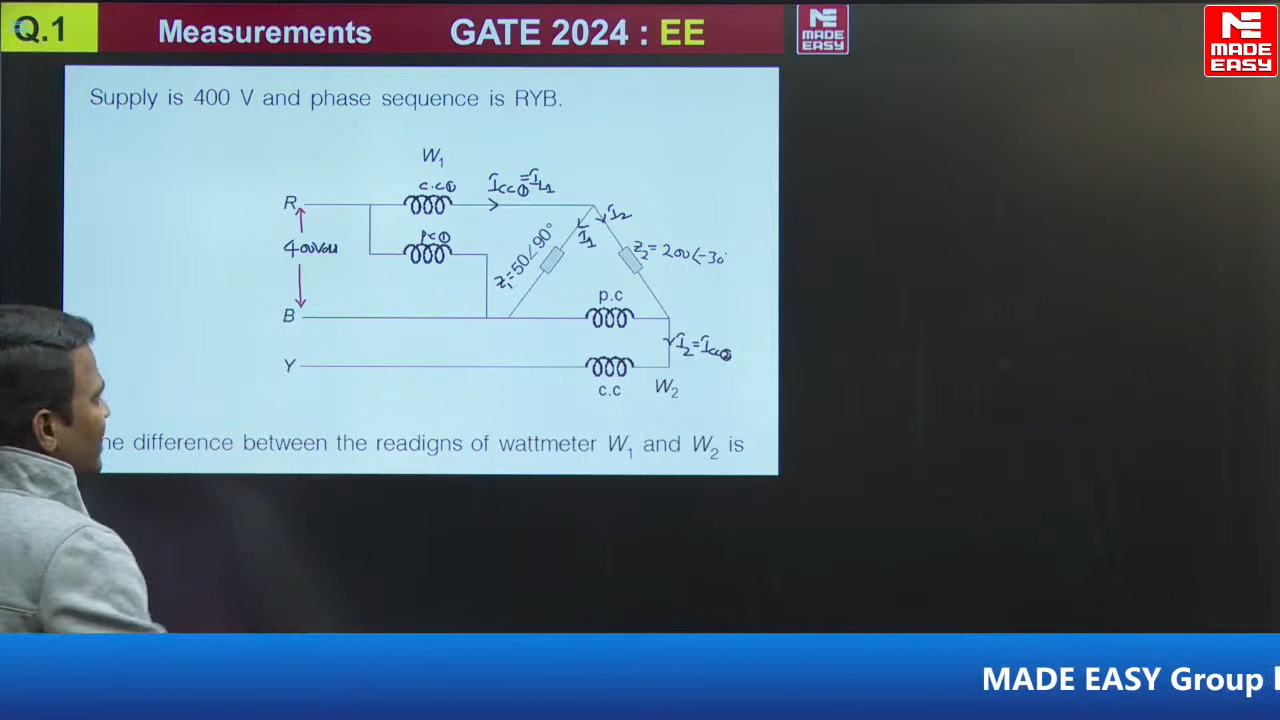 Q.1
Measurements
GATE 2024 : EE
MADE EASY
MADE EASY
Supply is 400 V and phase sequence is RYB.
W1
C.C①
ICC① = IL1
R
PC①
I2
I1
400Volt
Z1=50∠90°
Z2=200∠-30
p.c
B
I2=ICC②
Y
c.c
W2
he difference between the readigns of wattmeter W1 and W2 is
MADE EASY Group